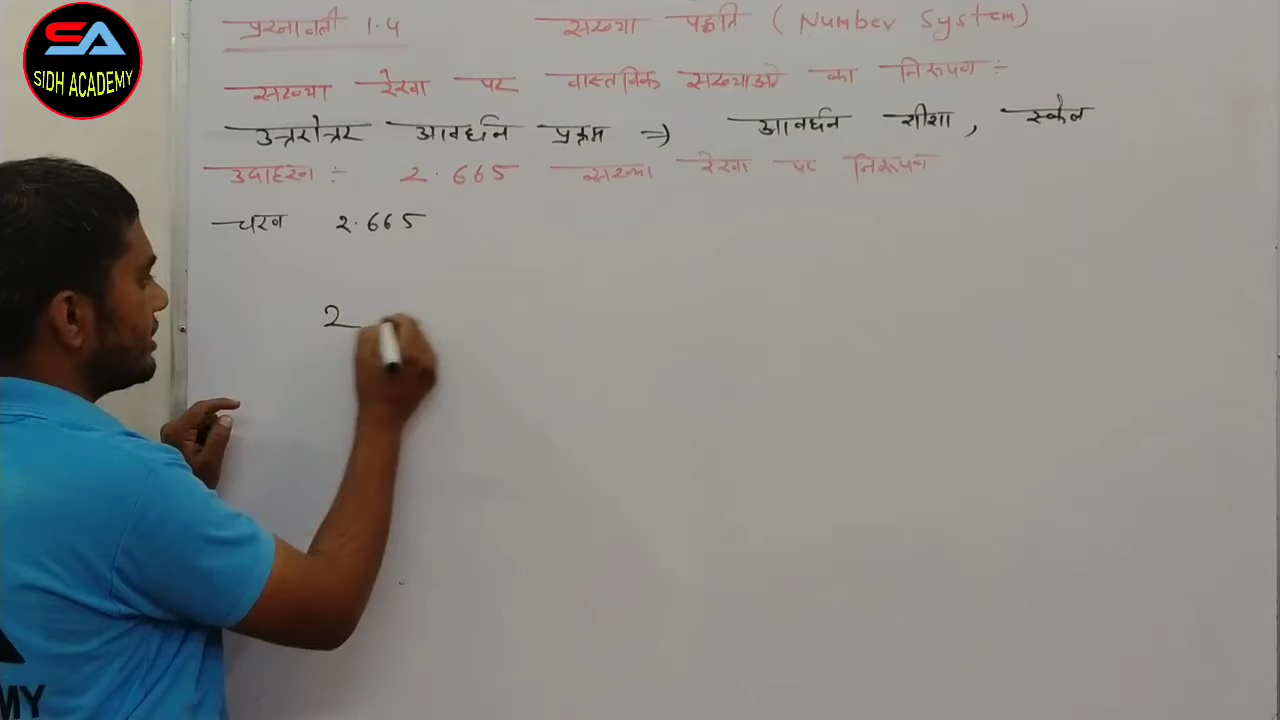 SA
SIDH ACADEMY
प्रश्नावली 1.4 संख्या पद्धति ( Number System)
संख्या रेखा पर वास्तविक संख्याओं का निरूपण :-
उत्तरोत्तर आवर्धन प्रक्रम => आवर्धन शीशा, स्केल
उदाहरण :- 2.665 संख्या रेखा पर निरूपण
चरण 2.665
2
MY